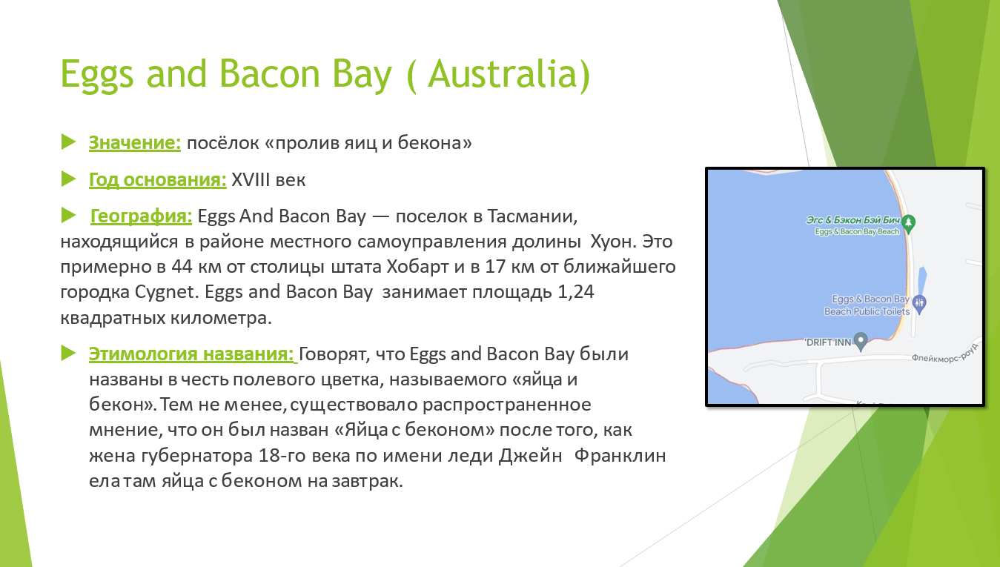 Eggs and Bacon Bay ( Australia)
Значение: посёлок «пролив яиц и бекона»
Год основания: XVIII век
География: Eggs And Bacon Bay — поселок в Тасмании,
находящийся в районе местного самоуправления долины Хуон. Это
примерно в 44 км от столицы штата Хобарт и в 17 км от ближайшего
городка Cygnet. Eggs and Bacon Bay занимает площадь 1,24
квадратных километра.
Этимология названия: Говорят, что Eggs and Bacon Bay были
названы в честь полевого цветка, называемого «яйца и
бекон». Тем не менее, существовало распространенное
мнение, что он был назван «Яйца с беконом» после того, как
жена губернатора 18-го века по имени леди Джейн Франклин
ела там яйца с беконом на завтрак.
Эгс & Бэкон Бэй Бич
Eggs & Bacon Bay Beach
Eggs & Bacon Bay
Beach Public Toilets
'DRIFT'INN
Флейкморс-роуд